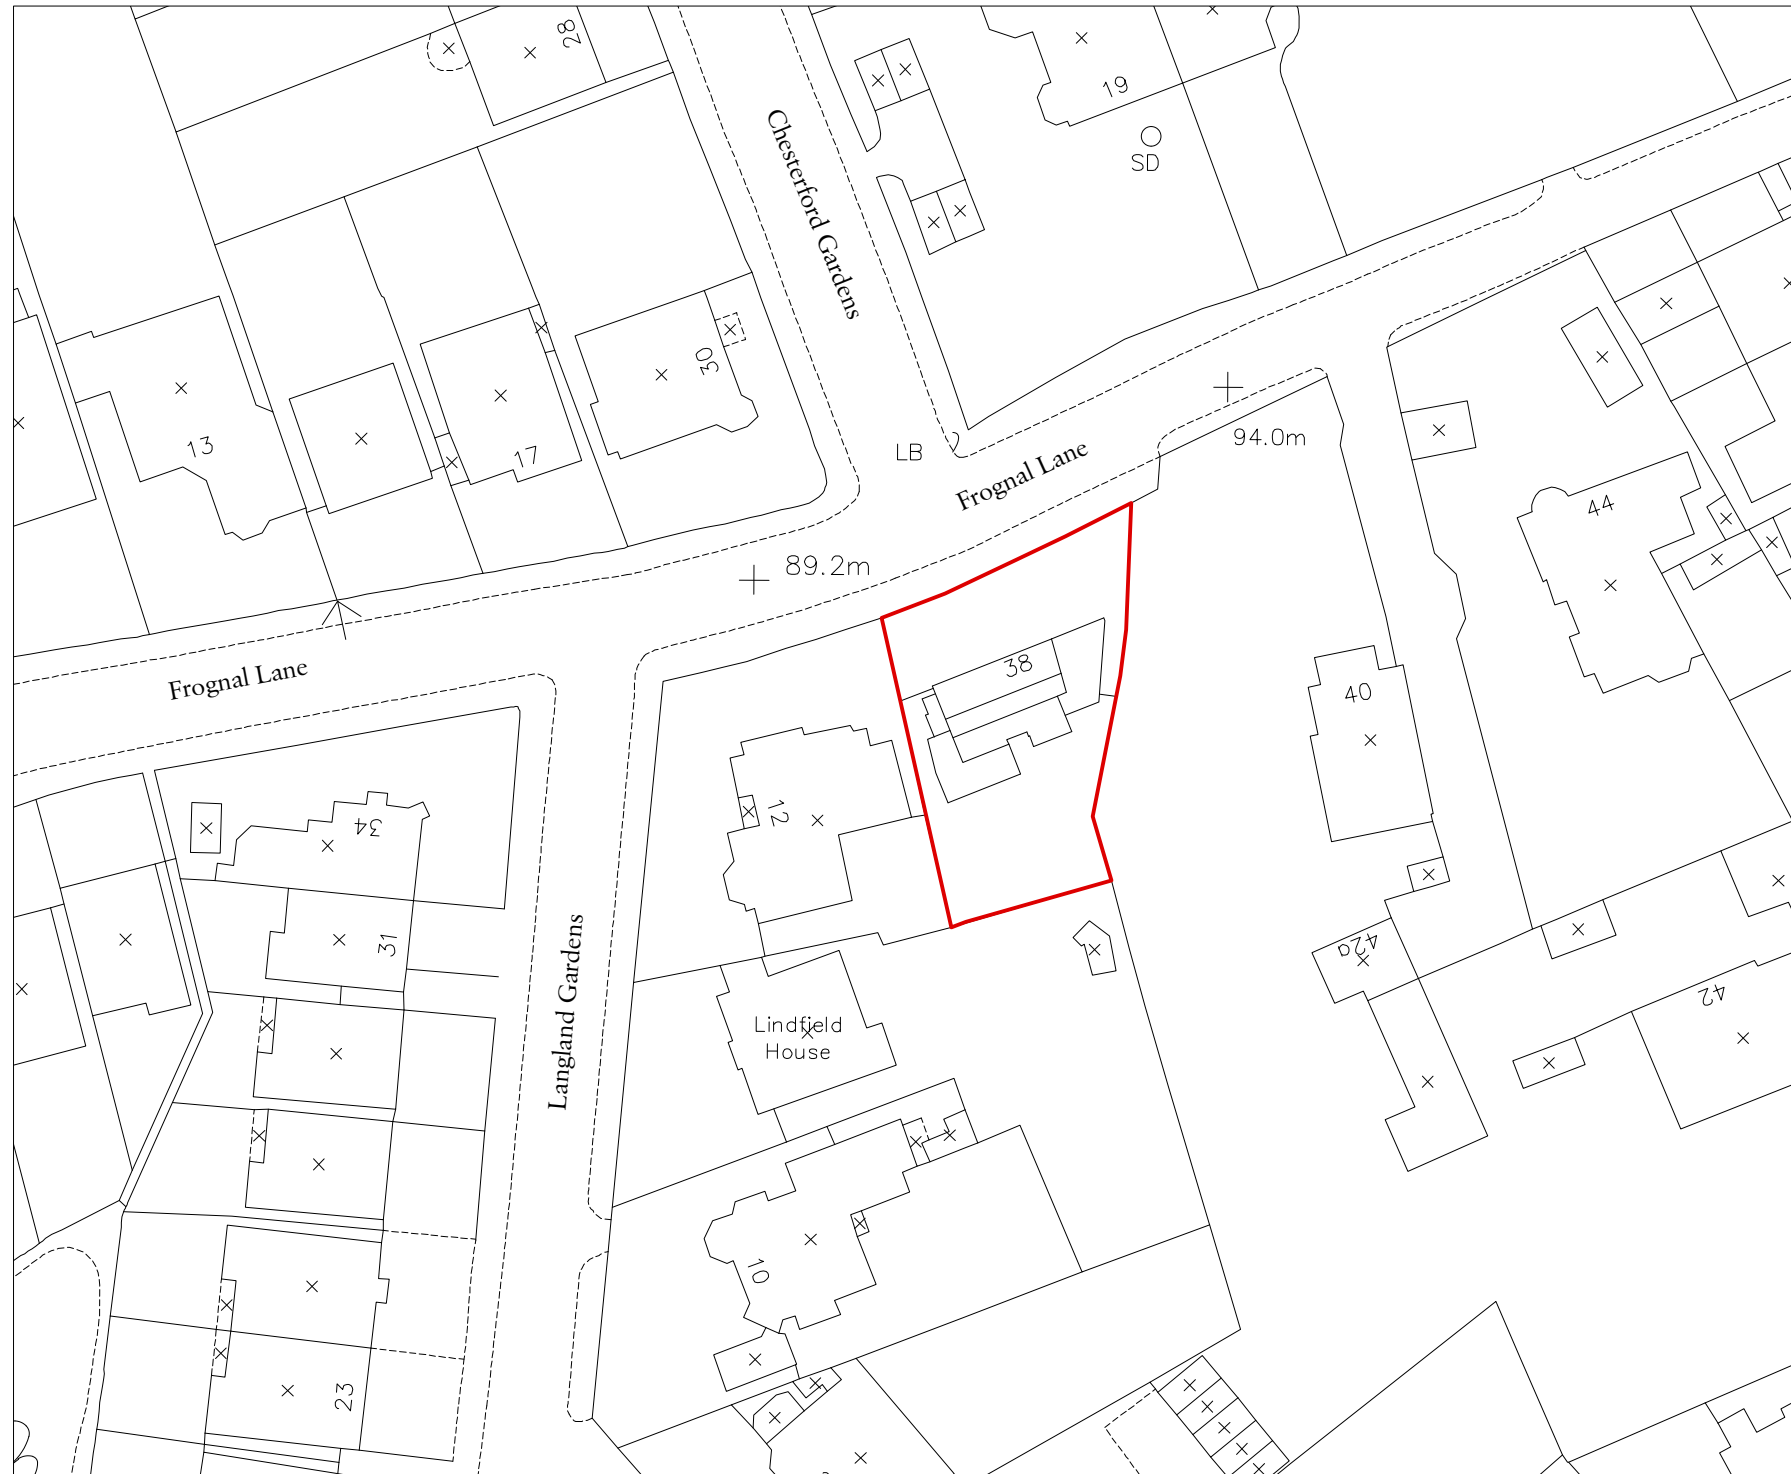 28
19
SD
Chesterford Gardens
30
13
17
LB
94.0m
Frognal Lane
44
89.2m
Frognal Lane
38
40
12
34
31
42a
42
Langland Gardens
Lindfield
House
10
23